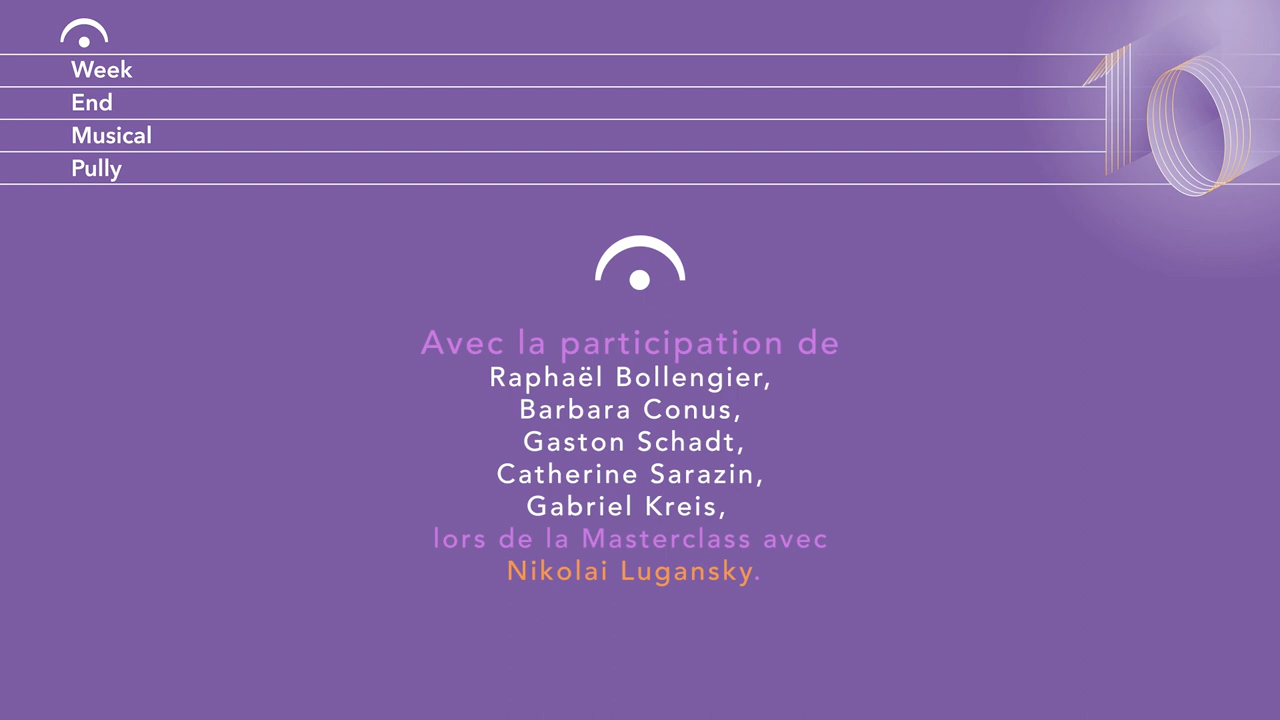 Week
End
Musical
Pully
10
Avec la participation de
Raphaël Bollengier,
Barbara Conus,
Gaston Schadt,
Catherine Sarazin,
Gabriel Kreis,
lors de la Masterclass avec
Nikolai Lugansky.